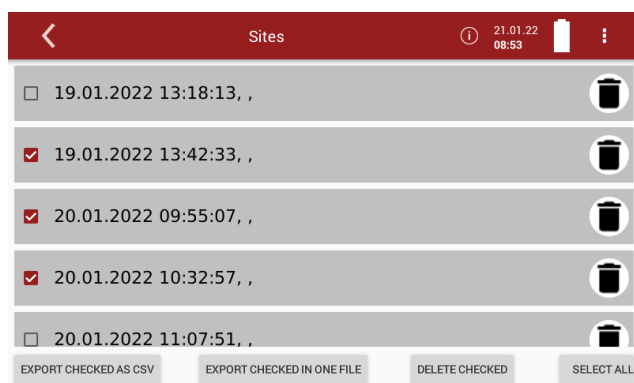 Sites
21.01.22
08:53
19.01.2022 13:18:13, ,
19.01.2022 13:42:33, ,
20.01.2022 09:55:07, ,
20.01.2022 10:32:57, ,
20.01.2022 11:07:51, ,
EXPORT CHECKED AS CSV EXPORT CHECKED IN ONE FILE DELETE CHECKED SELECT ALL